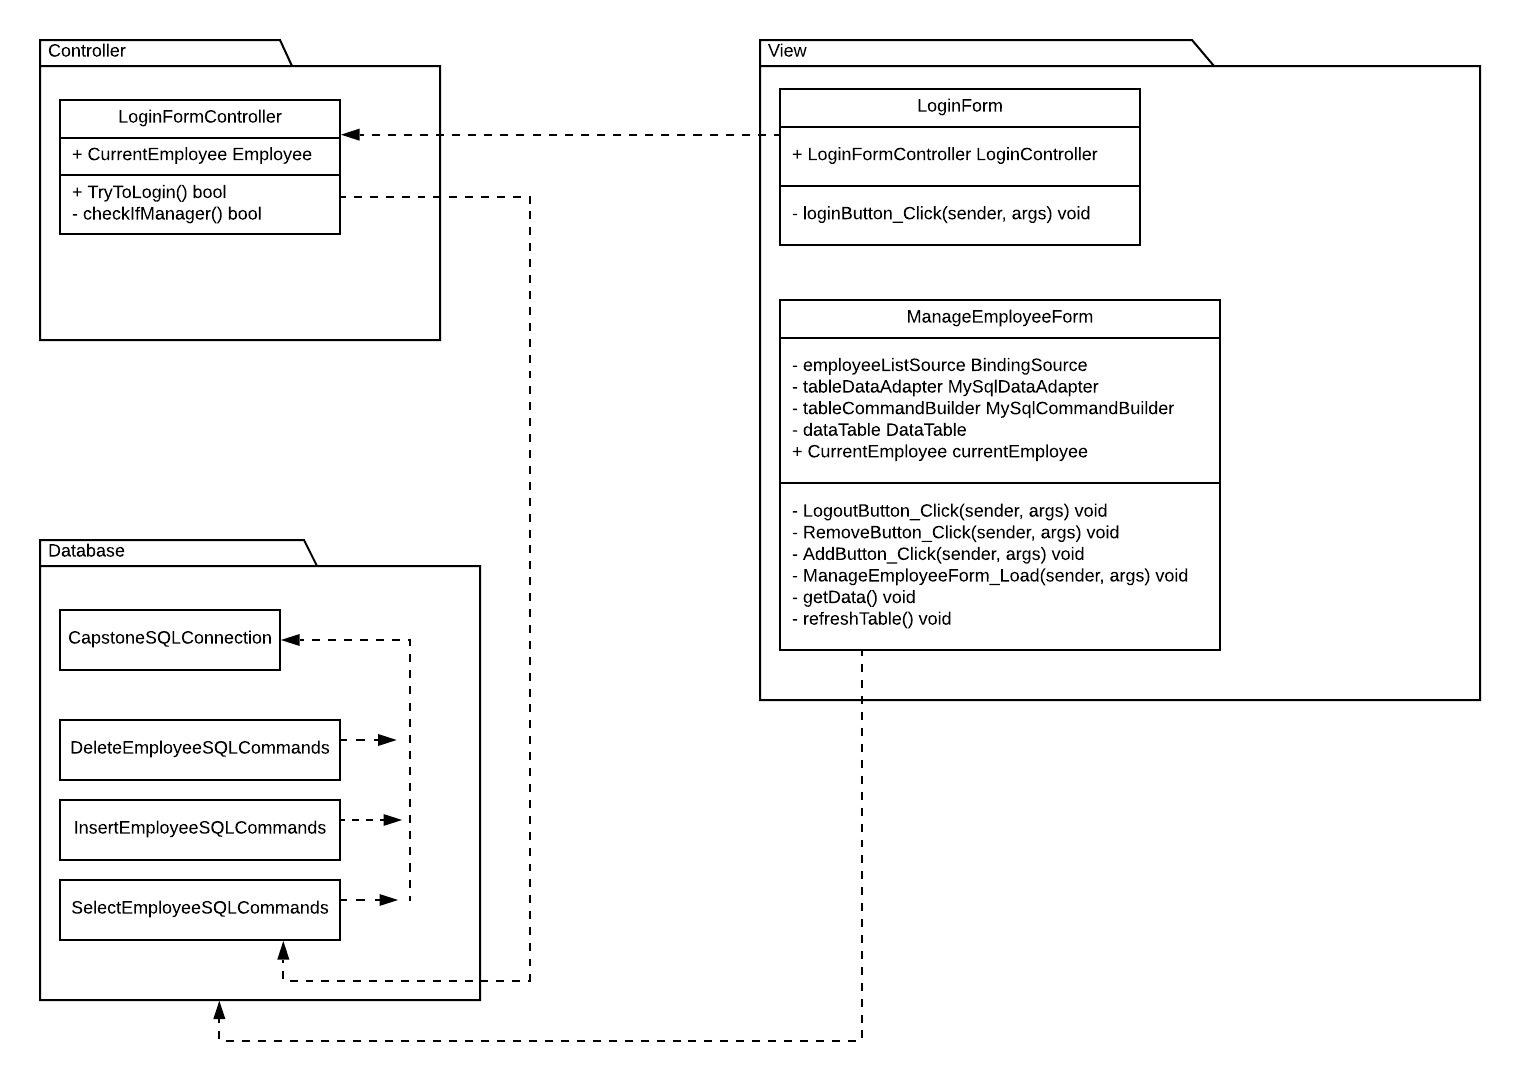 Controller
LoginFormController
+ CurrentEmployee Employee
+ TryToLogin() bool
- checkIfManager() bool
View
LoginForm
+ LoginFormController LoginController
- loginButton_Click(sender, args) void
ManageEmployeeForm
- employeeListSource BindingSource
- tableDataAdapter MySqlDataAdapter
- tableCommandBuilder MySqlCommandBuilder
- dataTable DataTable
+ CurrentEmployee currentEmployee
- LogoutButton_Click(sender, args) void
- RemoveButton_Click(sender, args) void
- AddButton_Click(sender, args) void
- ManageEmployeeForm_Load(sender, args) void
- getData() void
- refreshTable() void
Database
CapstoneSQLConnection
DeleteEmployeeSQLCommands
InsertEmployeeSQLCommands
SelectEmployeeSQLCommands